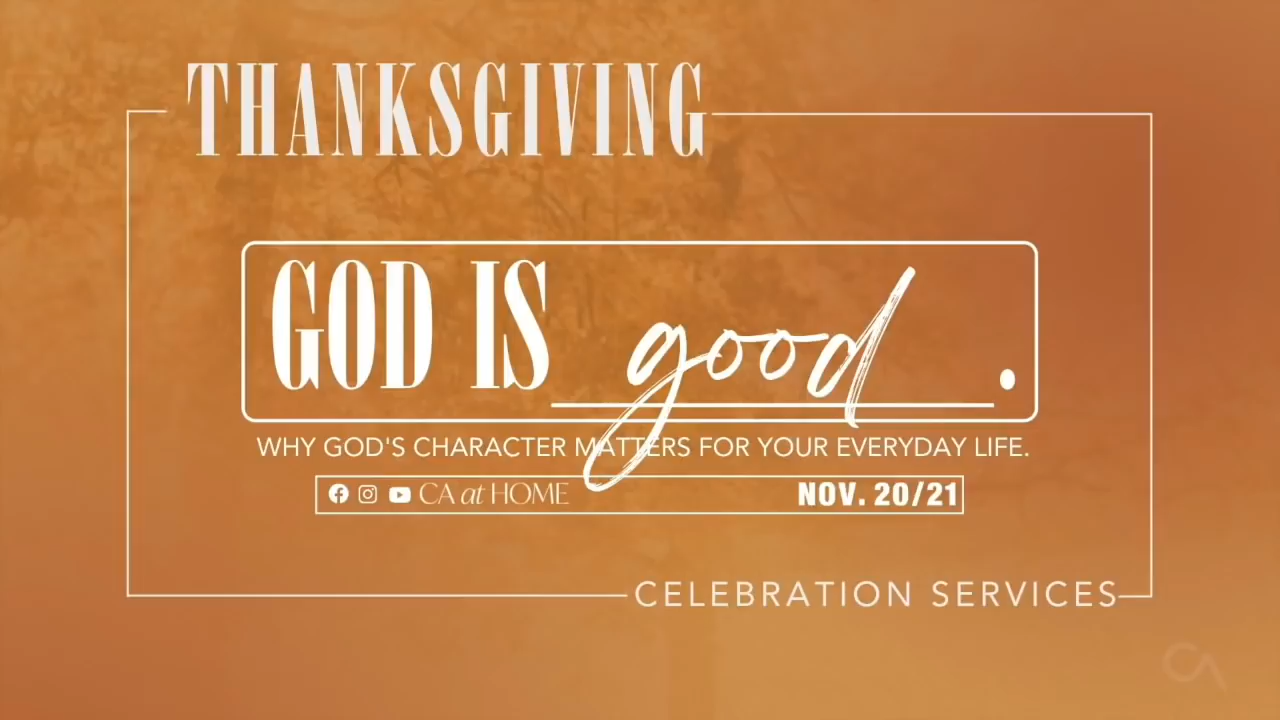 THANKSGIVING
GOD IS good.
WHY GOD'S CHARACTER MATTERS FOR YOUR EVERYDAY LIFE.
CA at HOME NOV. 20/21
CELEBRATION SERVICES
CA